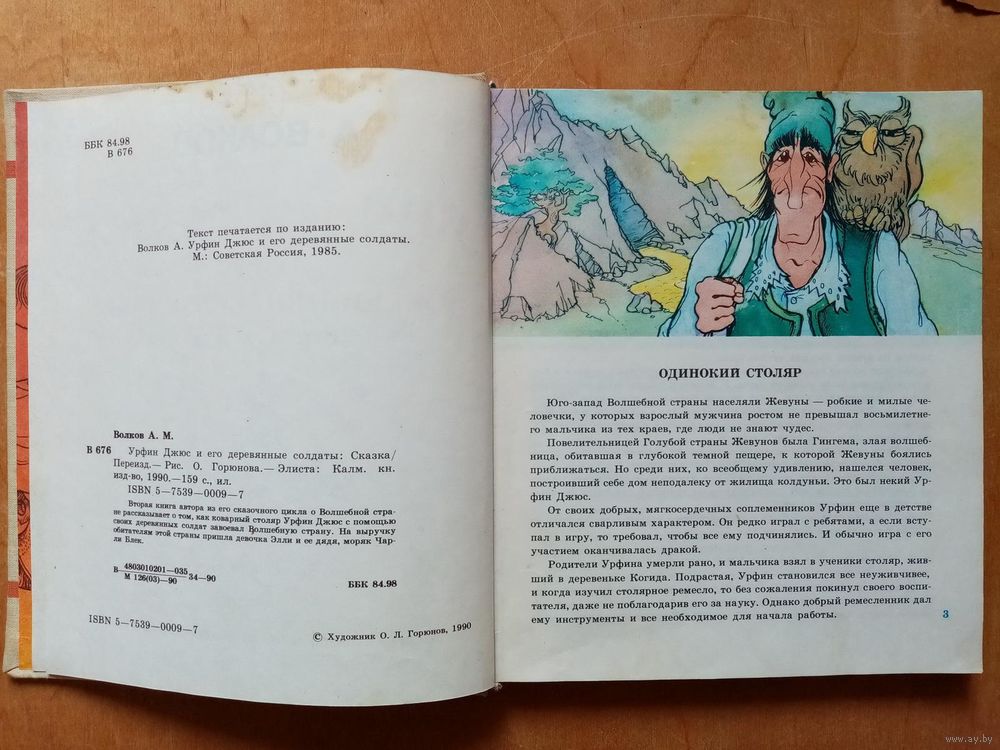 ББК 84.98
В 676
Текст печатается по изданию:
Волков А. Урфин Джюс и его деревянные солдаты.
М.: Советская Россия, 1985.
Волков А. М.
В 676 Урфин Джюс и его деревянные солдаты: Сказка/
Переизд.— Рис. О. Горюнова.— Элиста: Калм. кн.
изд-во, 1990.—159 с., ил.
ISBN 5—7539—0009—7
Вторая книга автора из его сказочного цикла о Волшебной стра-
не рассказывает о том, как коварный столяр Урфин Джюс с помощью
своих деревянных солдат завоевал Волшебную страну. На выручку
обитателям этой страны пришла девочка Элли и ее дядя, моряк Чар-
ли Блек.
4803010201—035
В 34—90
М 126(03)—90
ББК 84.98
ISBN 5—7539—0009—7
© Художник О. Л. Горюнов, 1990
ОДИНОКИЙ СТОЛЯР
Юго-запад Волшебной страны населяли Жевуны — робкие и милые че-
ловечки, у которых взрослый мужчина ростом не превышал восьмилетне-
го мальчика из тех краев, где люди не знают чудес.
Повелительницей Голубой страны Жевунов была Гингема, злая волшеб-
ница, обитавшая в глубокой темной пещере, к которой Жевуны боялись
приближаться. Но среди них, ко всеобщему удивлению, нашелся человек,
построивший себе дом неподалеку от жилища колдуньи. Это был некий Ур-
фин Джюс.
От своих добрых, мягкосердечных соплеменников Урфин еще в детстве
отличался сварливым характером. Он редко играл с ребятами, а если всту-
пал в игру, то требовал, чтобы все ему подчинялись. И обычно игра с его
участием оканчивалась дракой.
Родители Урфина умерли рано, и мальчика взял в ученики столяр, жив-
ший в деревеньке Когида. Подрастая, Урфин становился все неуживчивее,
и когда изучил столярное ремесло, то без сожаления покинул своего воспи-
тателя, даже не поблагодарив его за науку. Однако добрый ремесленник дал
ему инструменты и все необходимое для начала работы.
3
www.ay.by